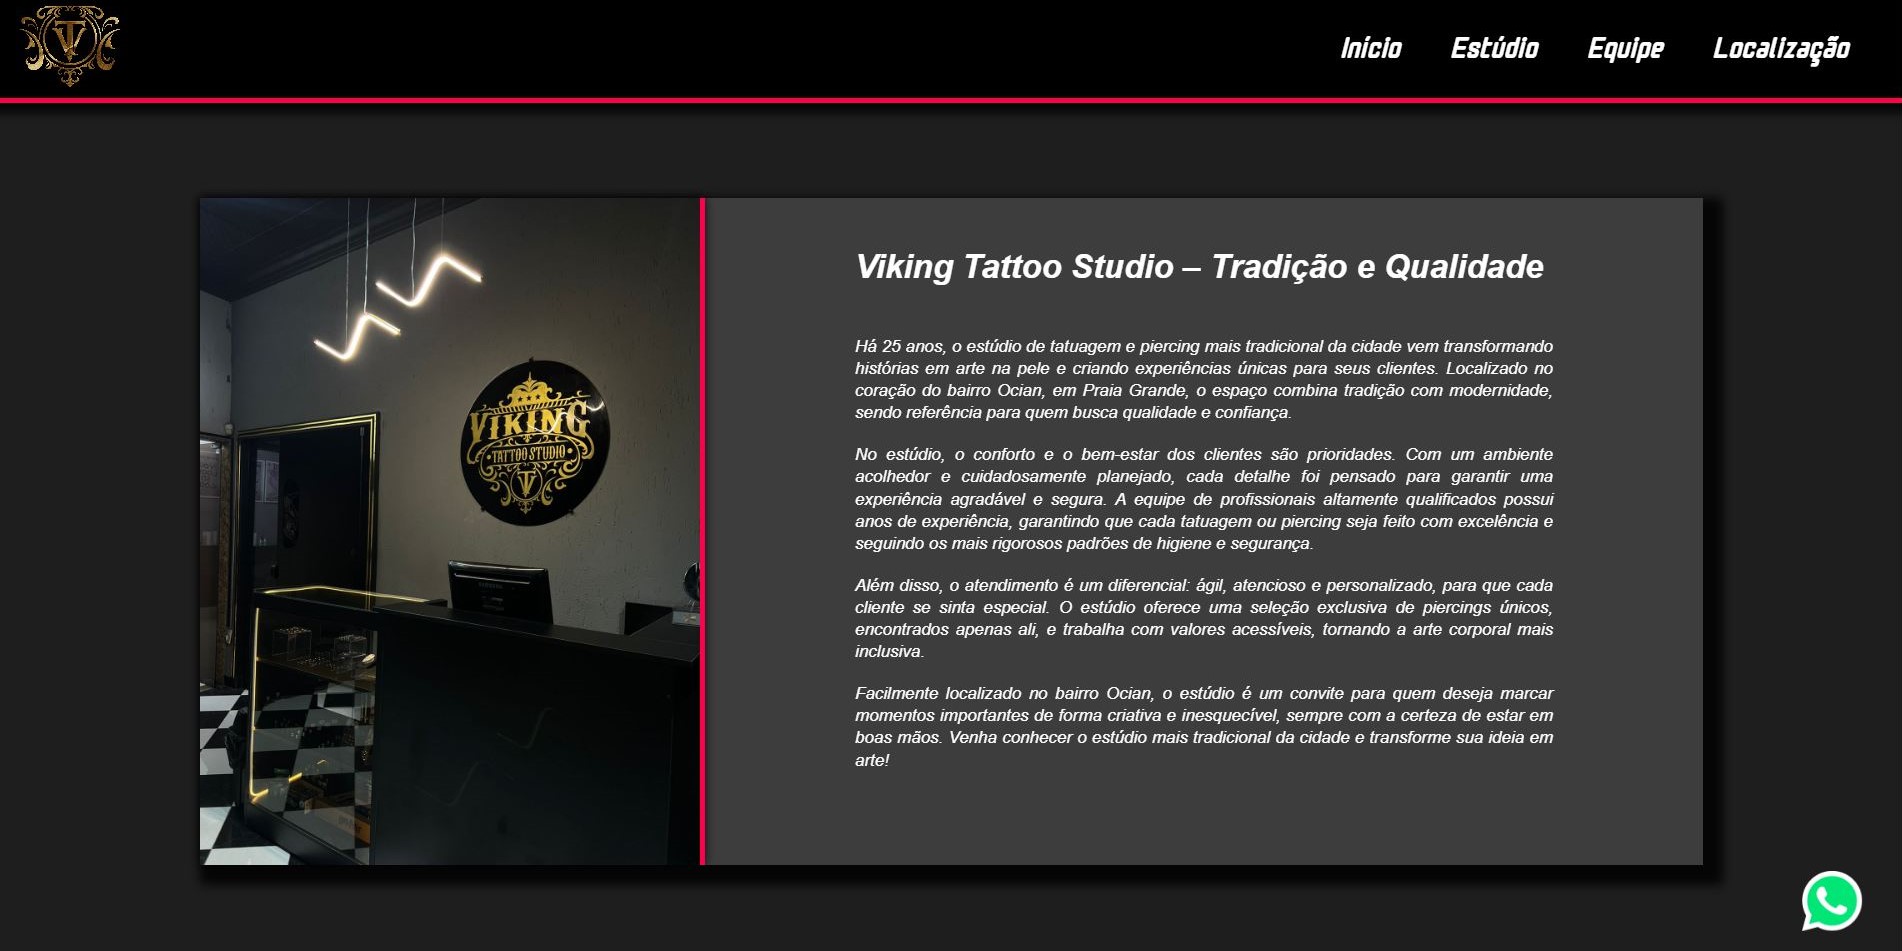 Início Estúdio Equipe Localização
VIKING
TATTOO STUDIO
Viking Tattoo Studio – Tradição e Qualidade
Há 25 anos, o estúdio de tatuagem e piercing mais tradicional da cidade vem transformando
histórias em arte na pele e criando experiências únicas para seus clientes. Localizado no
coração do bairro Ocian, em Praia Grande, o espaço combina tradição com modernidade,
sendo referência para quem busca qualidade e confiança.
No estúdio, o conforto e o bem-estar dos clientes são prioridades. Com um ambiente
acolhedor e cuidadosamente planejado, cada detalhe foi pensado para garantir uma
experiência agradável e segura. A equipe de profissionais altamente qualificados possui
anos de experiência, garantindo que cada tatuagem ou piercing seja feito com excelência e
seguindo os mais rigorosos padrões de higiene e segurança.
Além disso, o atendimento é um diferencial: ágil, atencioso e personalizado, para que cada
cliente se sinta especial. O estúdio oferece uma seleção exclusiva de piercings únicos,
encontrados apenas ali, e trabalha com valores acessíveis, tornando a arte corporal mais
inclusiva.
Facilmente localizado no bairro Ocian, o estúdio é um convite para quem deseja marcar
momentos importantes de forma criativa e inesquecível, sempre com a certeza de estar em
boas mãos. Venha conhecer o estúdio mais tradicional da cidade e transforme sua ideia em
arte!